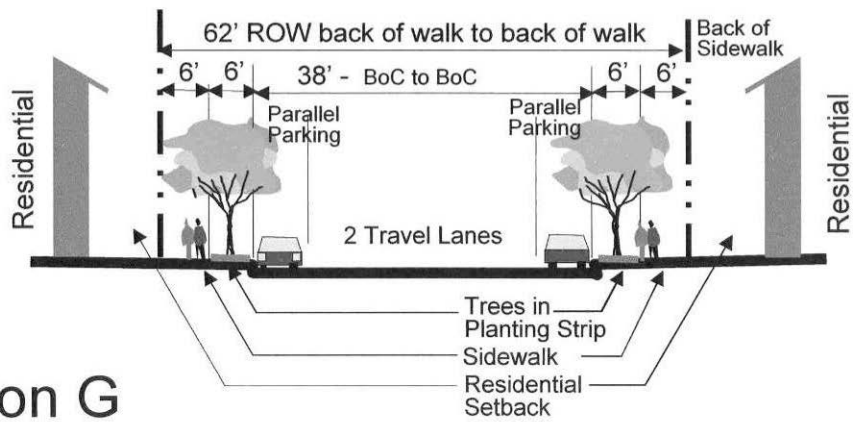 62' ROW back of walk to back of walk
Back of
Sidewalk
6' 6' 38' - BoC to BoC 6' 6'
Parallel
Parking
Parallel
Parking
Residential
Residential
2 Travel Lanes
Trees in
Planting Strip
Sidewalk
Residential
Setback
on G